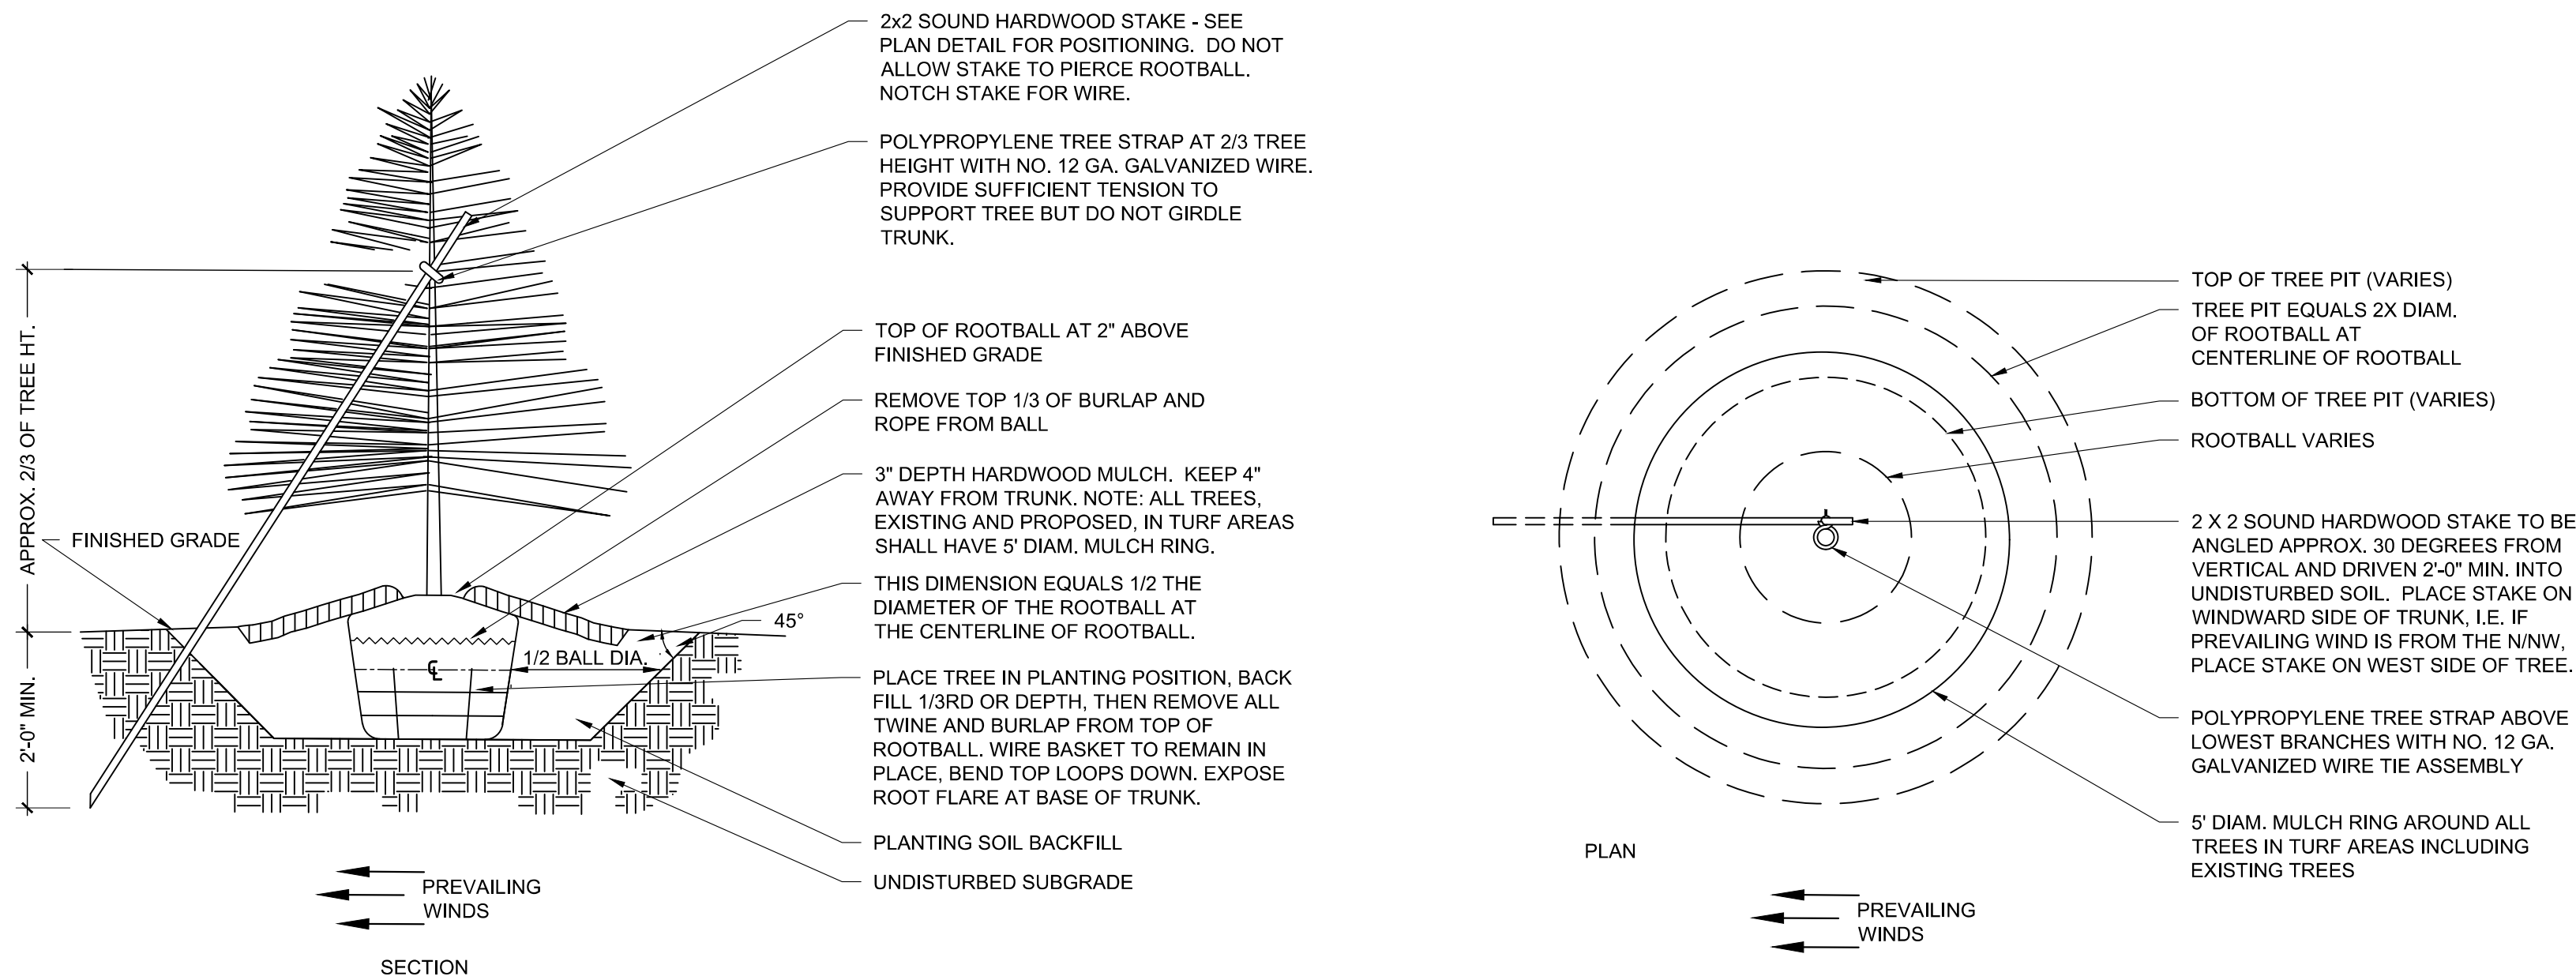 2x2 SOUND HARDWOOD STAKE - SEE
PLAN DETAIL FOR POSITIONING.  DO NOT
ALLOW STAKE TO PIERCE ROOTBALL.
NOTCH STAKE FOR WIRE.
POLYPROPYLENE TREE STRAP AT 2/3 TREE
HEIGHT WITH NO. 12 GA. GALVANIZED WIRE.
PROVIDE SUFFICIENT TENSION TO
SUPPORT TREE BUT DO NOT GIRDLE
TRUNK.
TOP OF ROOTBALL AT 2" ABOVE
FINISHED GRADE
REMOVE TOP 1/3 OF BURLAP AND
ROPE FROM BALL
3" DEPTH HARDWOOD MULCH.  KEEP 4"
AWAY FROM TRUNK. NOTE: ALL TREES,
EXISTING AND PROPOSED, IN TURF AREAS
SHALL HAVE 5' DIAM. MULCH RING.
THIS DIMENSION EQUALS 1/2 THE
DIAMETER OF THE ROOTBALL AT
THE CENTERLINE OF ROOTBALL.
PLACE TREE IN PLANTING POSITION, BACK
FILL 1/3RD OR DEPTH, THEN REMOVE ALL
TWINE AND BURLAP FROM TOP OF
ROOTBALL. WIRE BASKET TO REMAIN IN
PLACE, BEND TOP LOOPS DOWN. EXPOSE
ROOT FLARE AT BASE OF TRUNK.
PLANTING SOIL BACKFILL
UNDISTURBED SUBGRADE
APPROX. 2/3 OF TREE HT.
2'-0" MIN.
FINISHED GRADE
45°
1/2 BALL DIA.
℄
PREVAILING
WINDS
SECTION
TOP OF TREE PIT (VARIES)
TREE PIT EQUALS 2X DIAM.
OF ROOTBALL AT
CENTERLINE OF ROOTBALL
BOTTOM OF TREE PIT (VARIES)
ROOTBALL VARIES
2 X 2 SOUND HARDWOOD STAKE TO BE
ANGLED APPROX. 30 DEGREES FROM
VERTICAL AND DRIVEN 2'-0" MIN. INTO
UNDISTURBED SOIL.  PLACE STAKE ON
WINDWARD SIDE OF TRUNK, I.E. IF
PREVAILING WIND IS FROM THE N/NW,
PLACE STAKE ON WEST SIDE OF TREE.
POLYPROPYLENE TREE STRAP ABOVE
LOWEST BRANCHES WITH NO. 12 GA.
GALVANIZED WIRE TIE ASSEMBLY
5' DIAM. MULCH RING AROUND ALL
TREES IN TURF AREAS INCLUDING
EXISTING TREES
PLAN
PREVAILING
WINDS